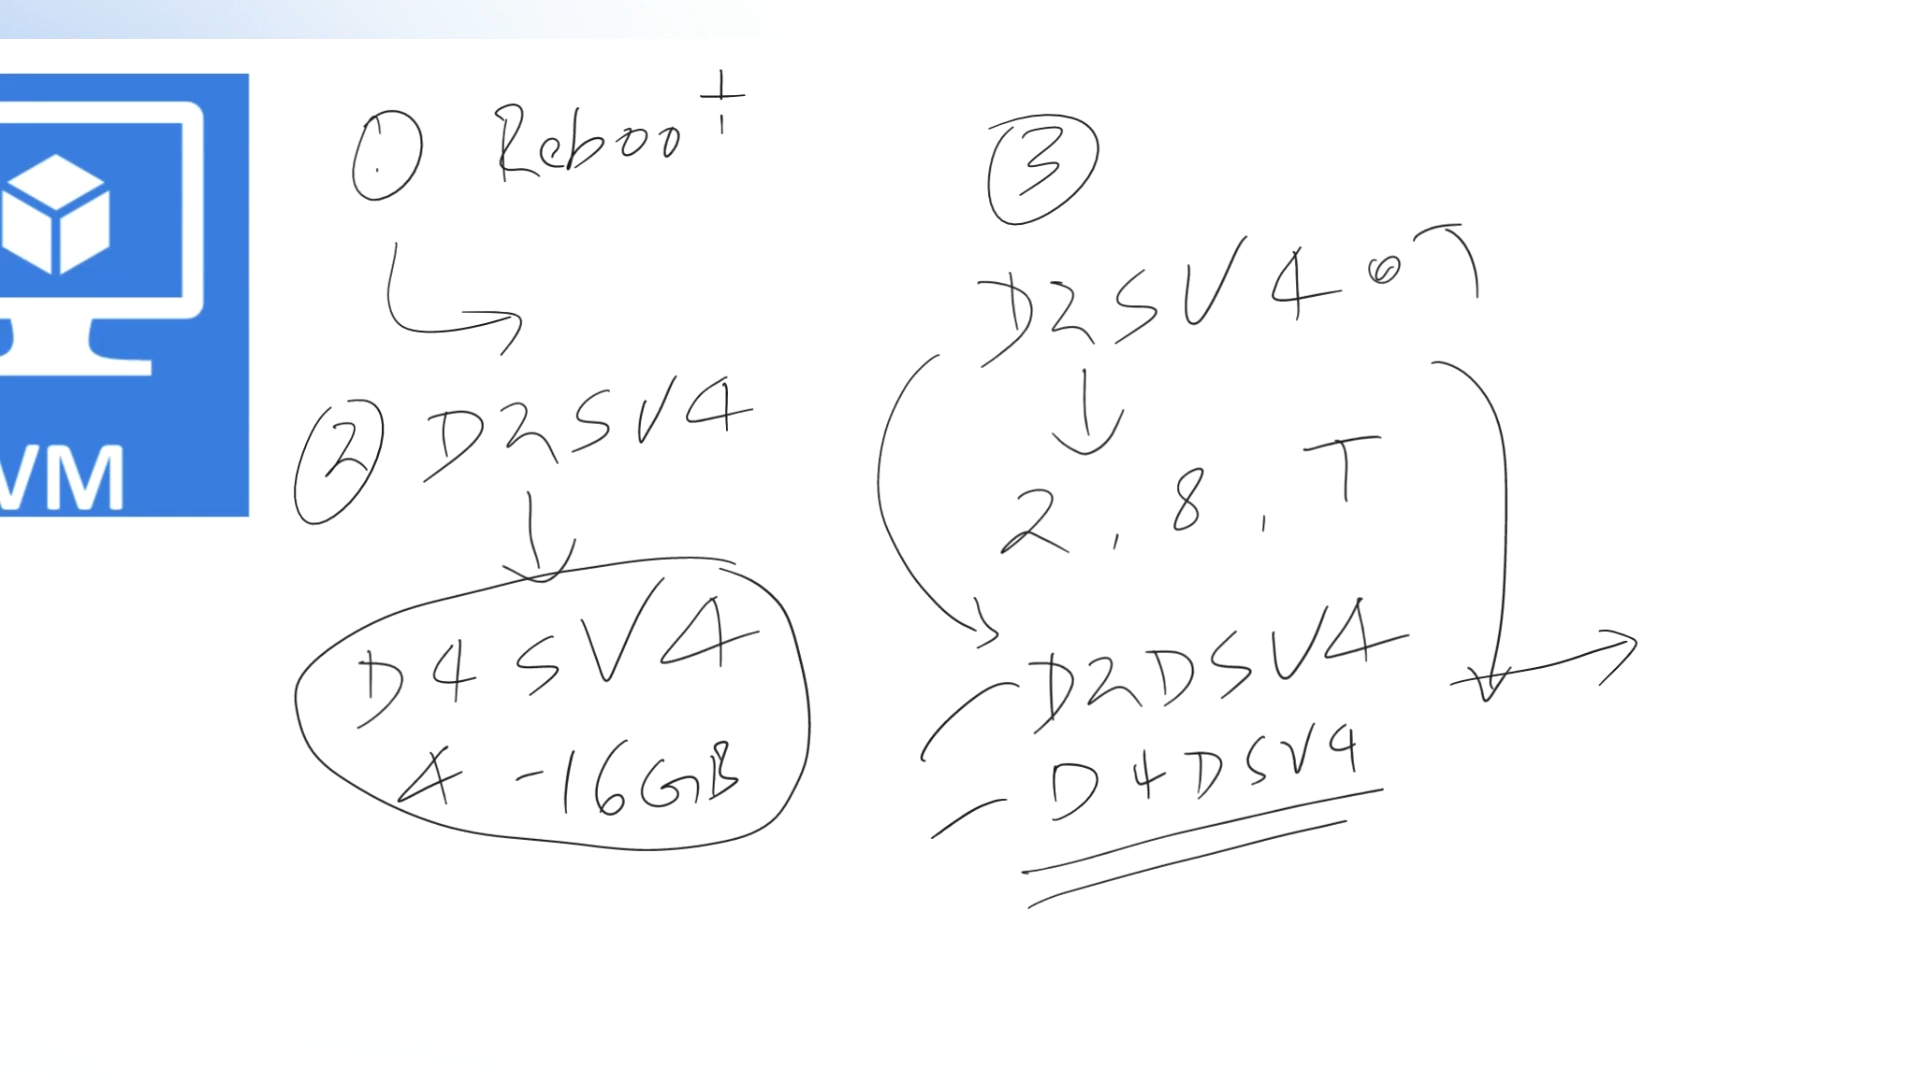 VM
① Reboot
② D2SV4
D4SV4
4 - 16GB
③
D2SV4
2, 8, T
D2DSV4
D4DSV4